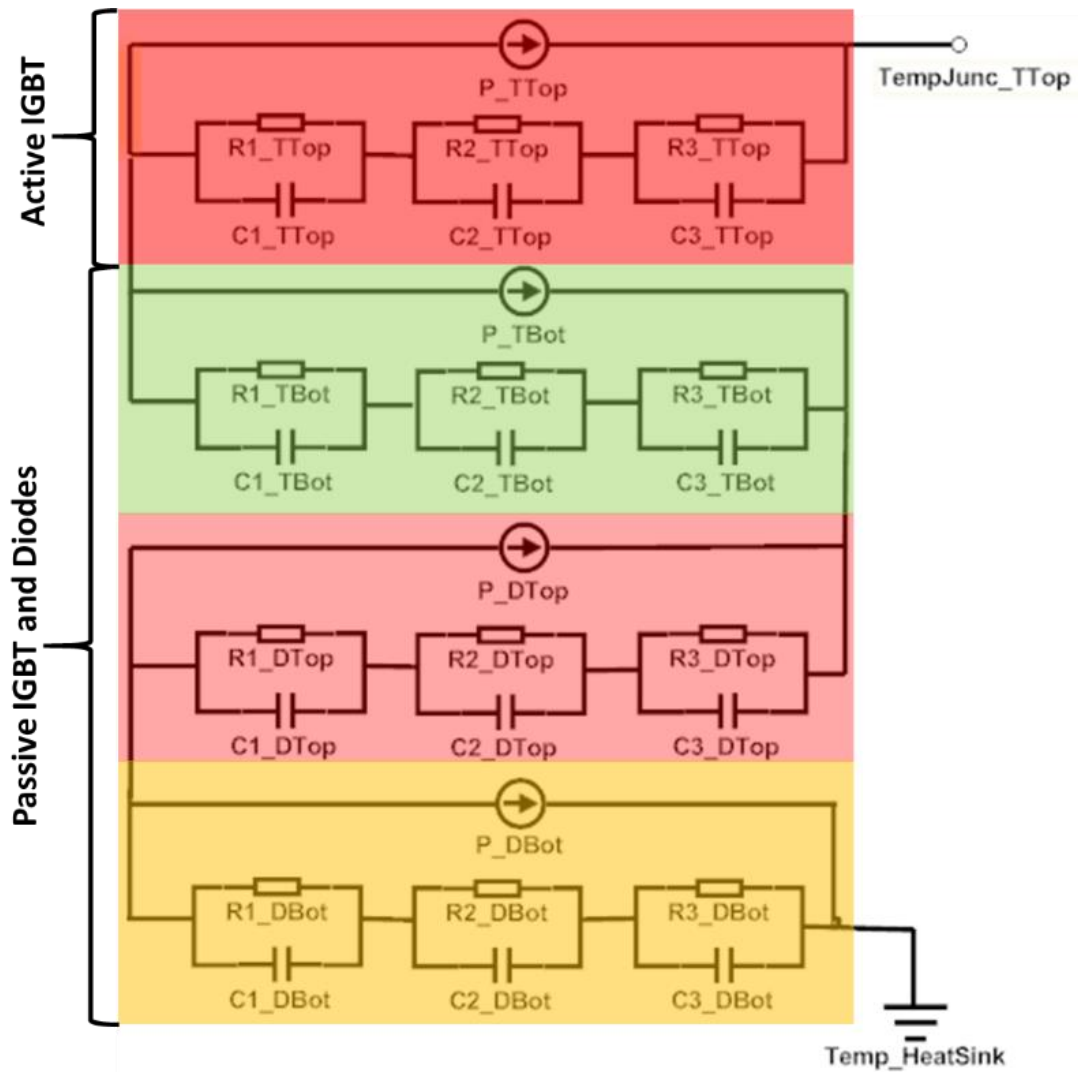 Active IGBT
P_TTop
TempJunc_TTop
R1_TTop R2_TTop R3_TTop
C1_TTop C2_TTop C3_TTop
Passive IGBT and Diodes
P_TBot
R1_TBot R2_TBot R3_TBot
C1_TBot C2_TBot C3_TBot
P_DTop
R1_DTop R2_DTop R3_DTop
C1_DTop C2_DTop C3_DTop
P_DBot
R1_DBot R2_DBot R3_DBot
C1_DBot C2_DBot C3_DBot
Temp_HeatSink